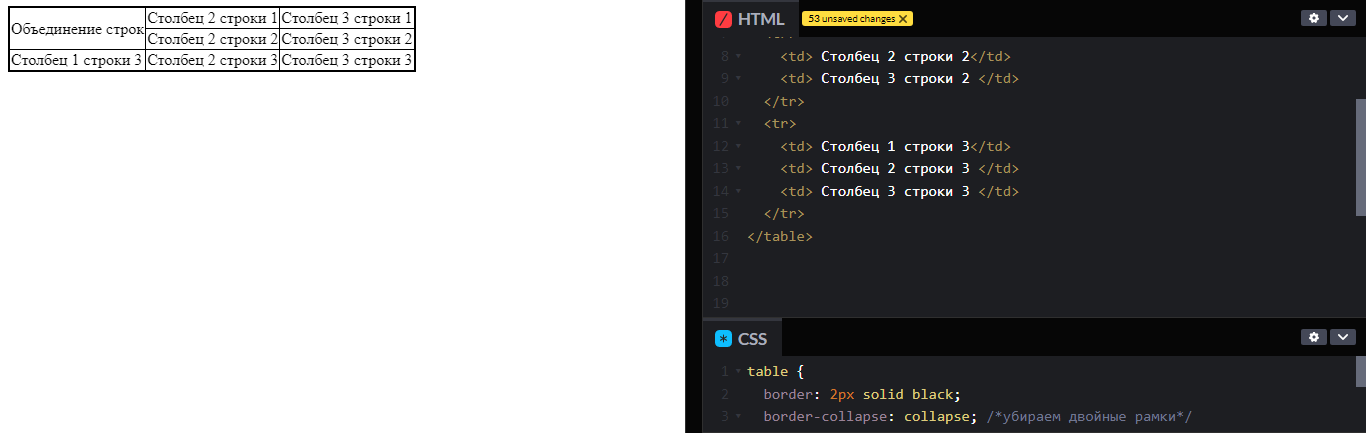 Объединение строк
Столбец 2 строки 1 Столбец 3 строки 1
Столбец 2 строки 2 Столбец 3 строки 2
Столбец 1 строки 3 Столбец 2 строки 3 Столбец 3 строки 3
/ HTML 53 unsaved changes ✕
8 <td> Столбец 2 строки 2</td>
9 <td> Столбец 3 строки 2 </td>
10 </tr>
11 <tr>
12 <td> Столбец 1 строки 3</td>
13 <td> Столбец 2 строки 3 </td>
14 <td> Столбец 3 строки 3 </td>
15 </tr>
16 </table>
17
18
19
* CSS
1 table {
2 border: 2px solid black;
3 border-collapse: collapse; /*убираем двойные рамки*/